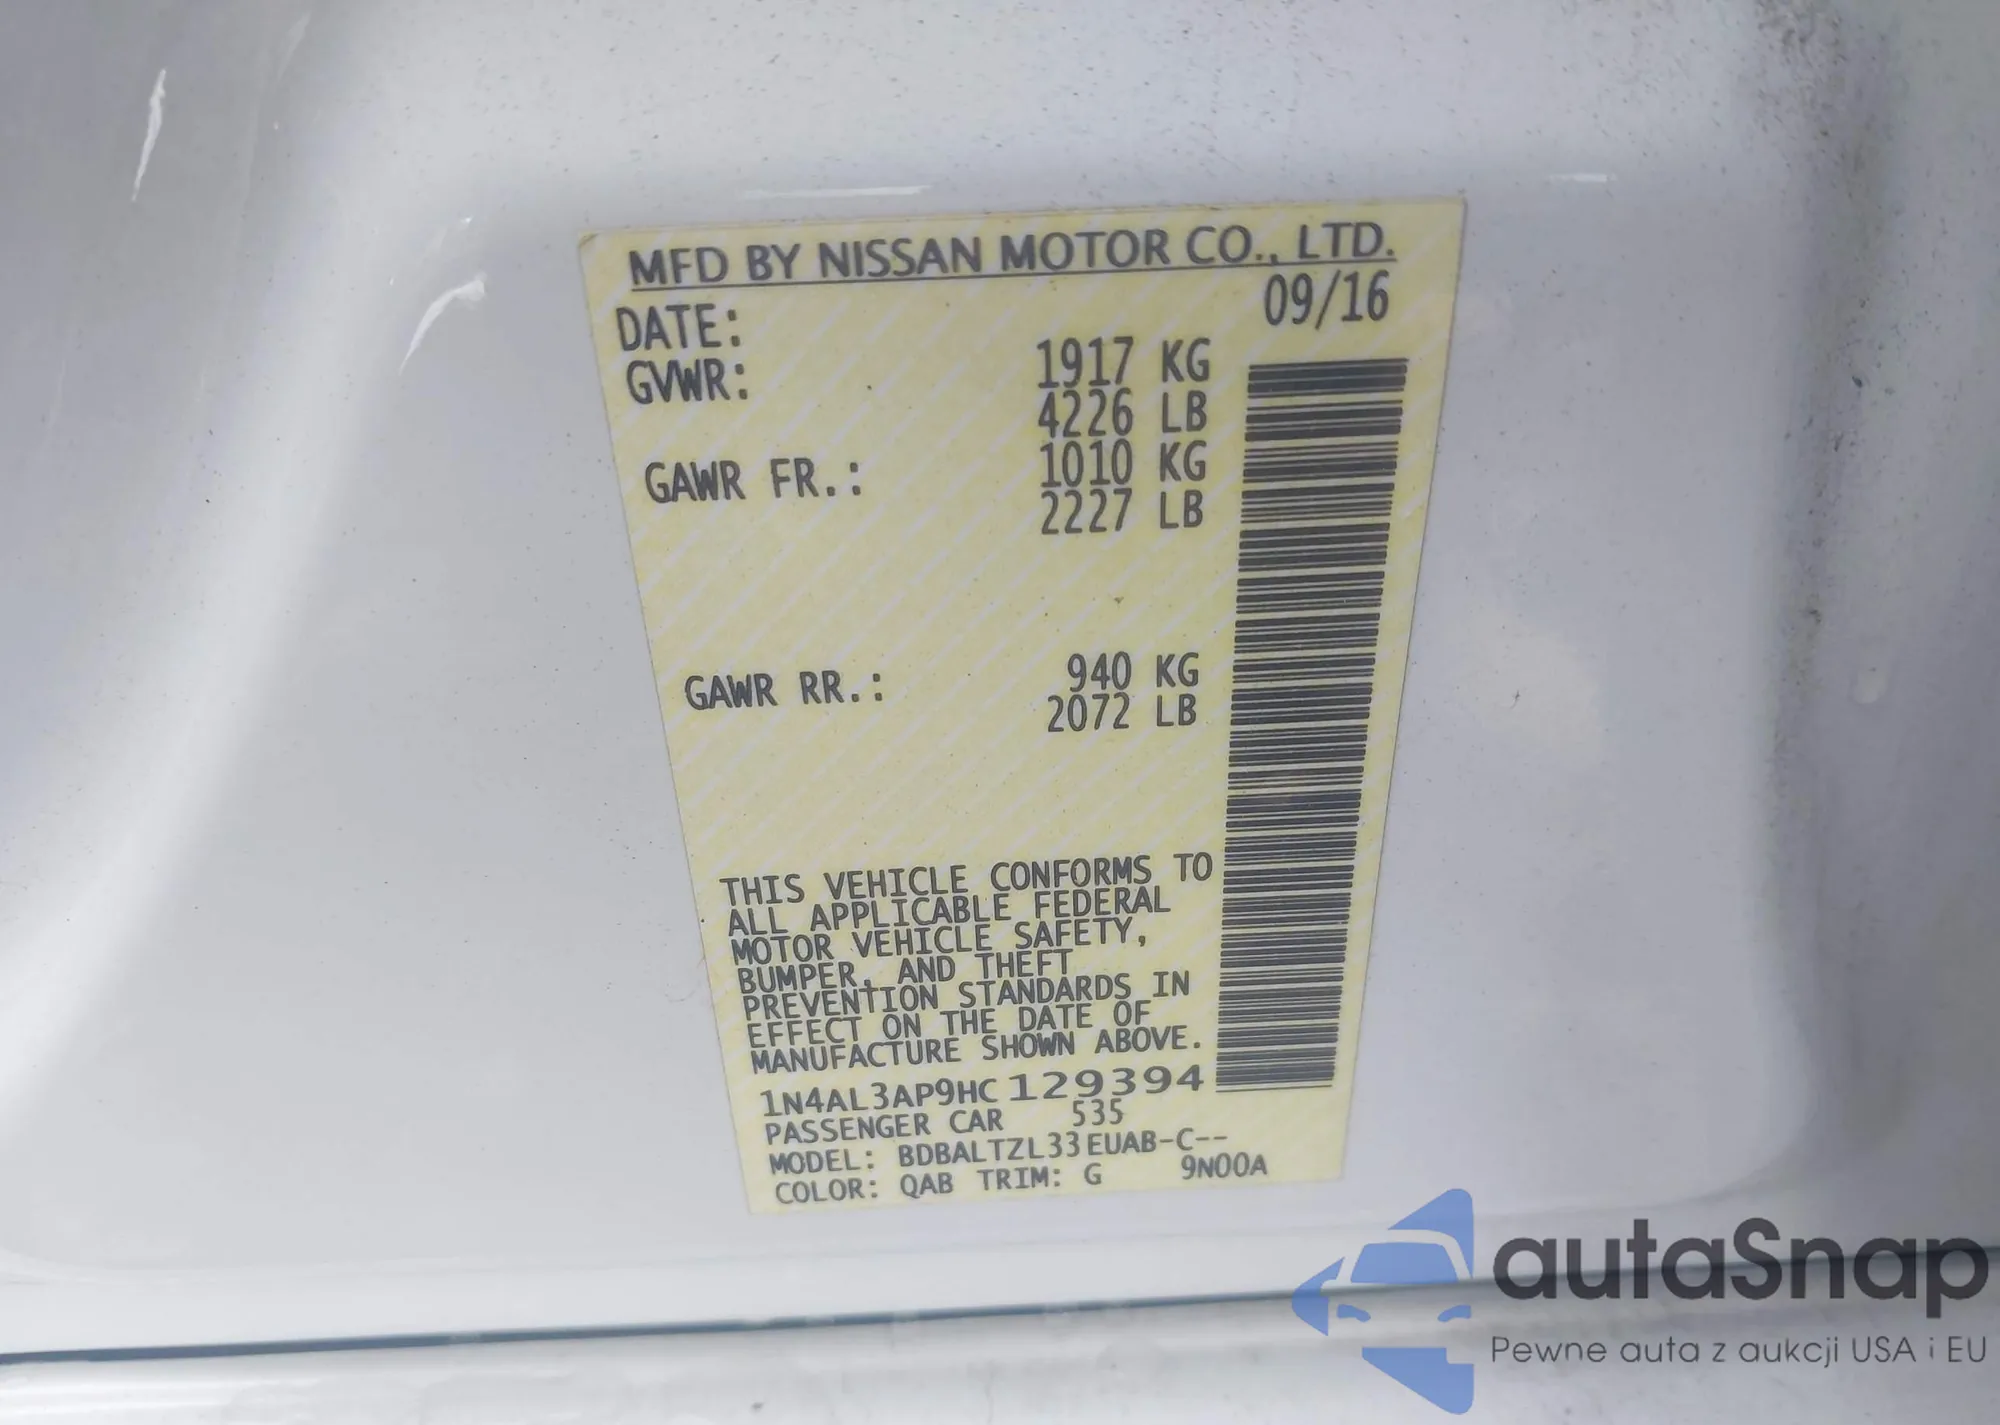 MFD BY NISSAN MOTOR CO., LTD.
DATE: 09/16
GVWR: 1917 KG
4226 LB
GAWR FR.: 1010 KG
2227 LB
GAWR RR.: 940 KG
2072 LB
THIS VEHICLE CONFORMS TO
ALL APPLICABLE FEDERAL
MOTOR VEHICLE SAFETY,
BUMPER, AND THEFT
PREVENTION STANDARDS IN
EFFECT ON THE DATE OF
MANUFACTURE SHOWN ABOVE.
1N4AL3AP9HC129394
PASSENGER CAR 535
MODEL: BDBALTZL33EUAB-C--
COLOR: QAB TRIM: G 9N00A
autaSnap
Pewne auta z aukcji USA i EU